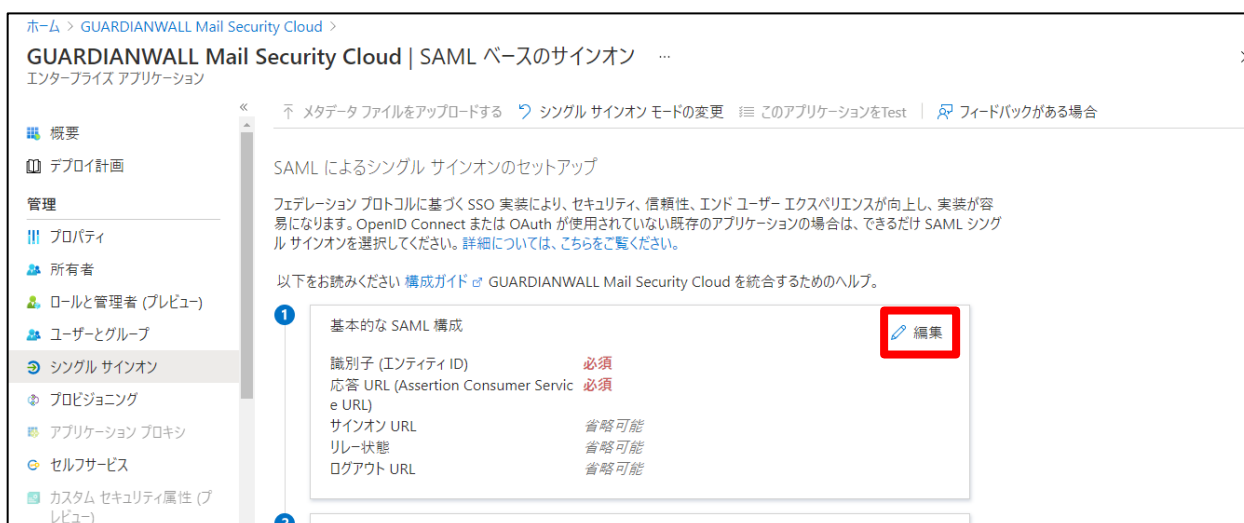 ホーム > GUARDIANWALL Mail Security Cloud >
GUARDIANWALL Mail Security Cloud | SAML ベースのサインオン …
エンタープライズ アプリケーション
メタデータ ファイルをアップロードする シングル サインオン モードの変更 このアプリケーションをTest フィードバックがある場合
概要
デプロイ計画
管理
プロパティ
所有者
ロールと管理者 (プレビュー)
ユーザーとグループ
シングル サインオン
プロビジョニング
アプリケーション プロキシ
セルフサービス
カスタム セキュリティ属性 (プ
レビュー)
SAML によるシングル サインオンのセットアップ
フェデレーション プロトコルに基づく SSO 実装により、セキュリティ、信頼性、エンド ユーザー エクスペリエンスが向上し、実装が容
易になります。OpenID Connect または OAuth が使用されていない既存のアプリケーションの場合は、できるだけ SAML シング
ル サインオンを選択してください。詳細については、こちらをご覧ください。
以下をお読みください 構成ガイド GUARDIANWALL Mail Security Cloud を統合するためのヘルプ。
1
基本的な SAML 構成
編集
識別子 (エンティティ ID) 必須
応答 URL (Assertion Consumer Servic 必須
e URL)
サインオン URL 省略可能
リレー状態 省略可能
ログアウト URL 省略可能
2